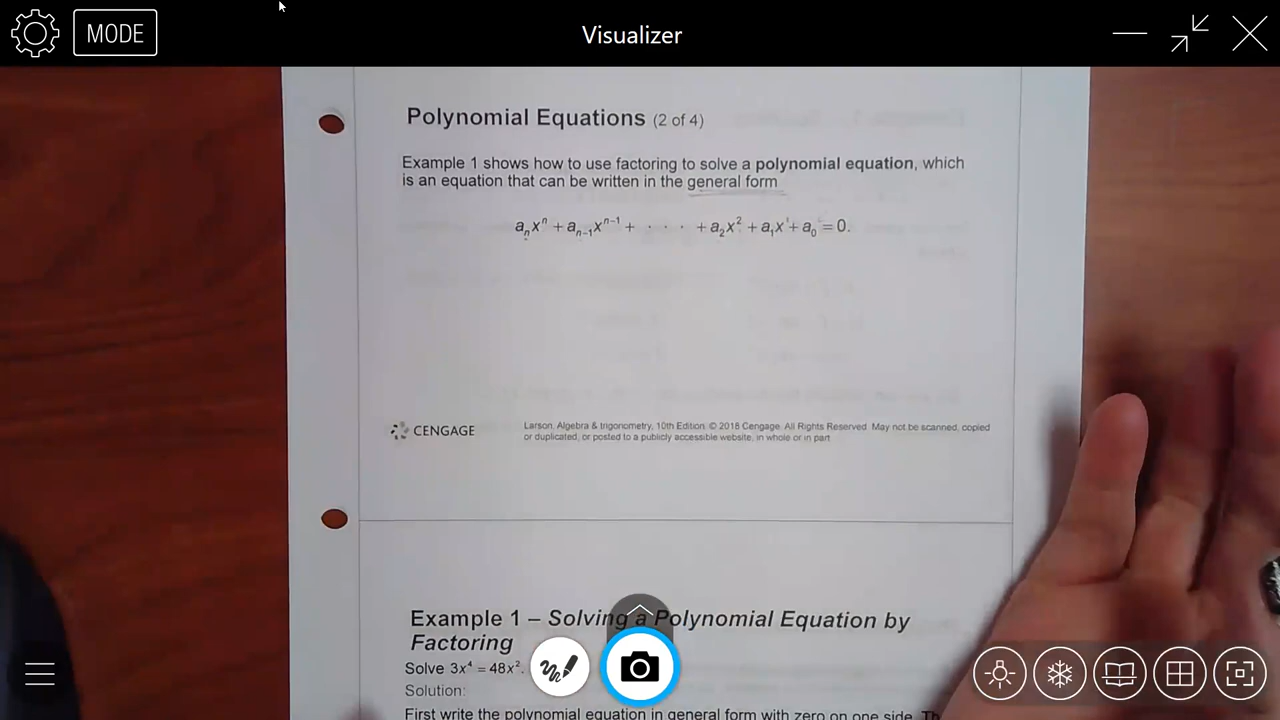 MODE
Visualizer
Polynomial Equations (2 of 4)
Example 1 shows how to use factoring to solve a polynomial equation, which
is an equation that can be written in the general form
aₙxⁿ + aₙ₋₁xⁿ⁻¹ + · · · + a₂x² + a₁x¹ + a₀ = 0.
CENGAGE
Larson, Algebra & trigonometry, 10th Edition. © 2018 Cengage. All Rights Reserved. May not be scanned, copied
or duplicated, or posted to a publicly accessible website, in whole or in part
Example 1 – Solving a Polynomial Equation by
Factoring
Solve 3x⁴ = 48x².
Solution:
First write the polynomial equation in general form with zero on one side.